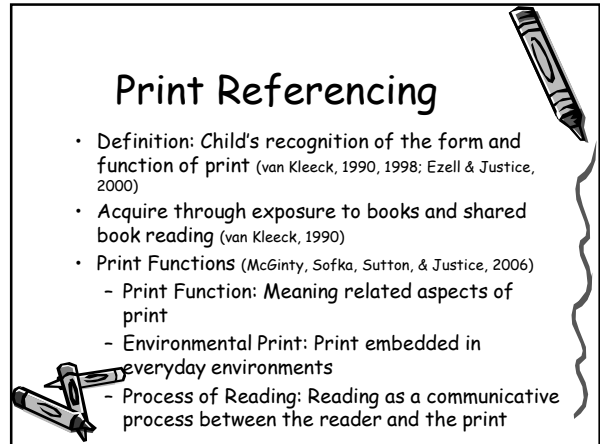 Print Referencing
• Definition: Child's recognition of the form and
function of print (van Kleeck, 1990, 1998; Ezell & Justice,
2000)
• Acquire through exposure to books and shared
book reading (van Kleeck, 1990)
• Print Functions (McGinty, Sofka, Sutton, & Justice, 2006)
– Print Function: Meaning related aspects of
print
– Environmental Print: Print embedded in
everyday environments
– Process of Reading: Reading as a communicative
process between the reader and the print